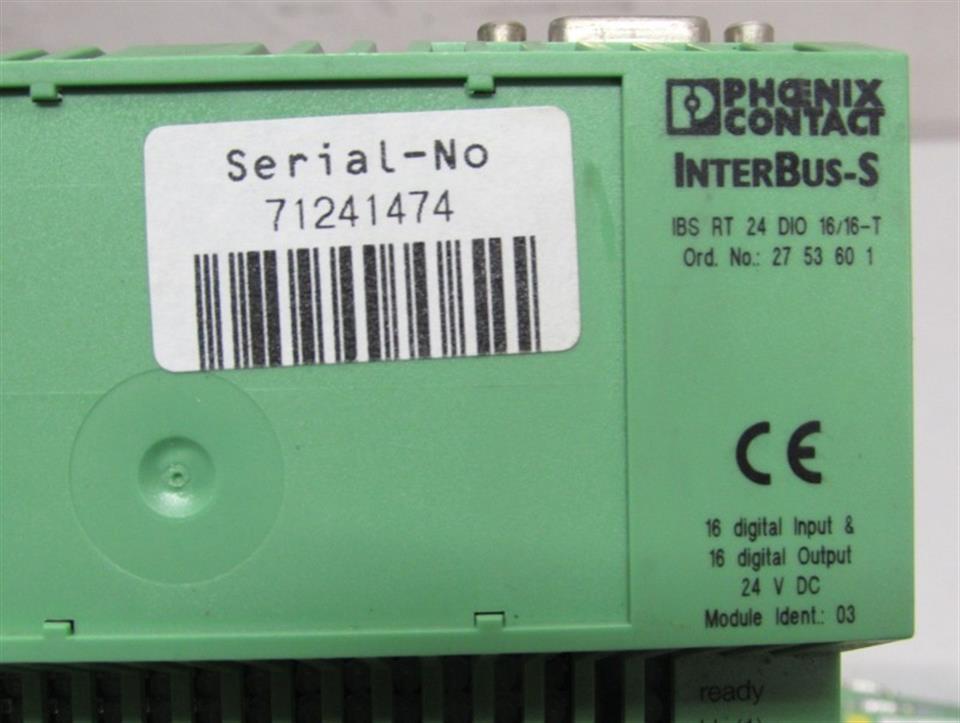 Serial-No
71241474
PHŒNIX
CONTACT
INTERBUS-S
IBS RT 24 DIO 16/16-T
Ord. No.: 27 53 60 1
CE
16 digital Input &
16 digital Output
24 V DC
Module Ident.: 03
ready